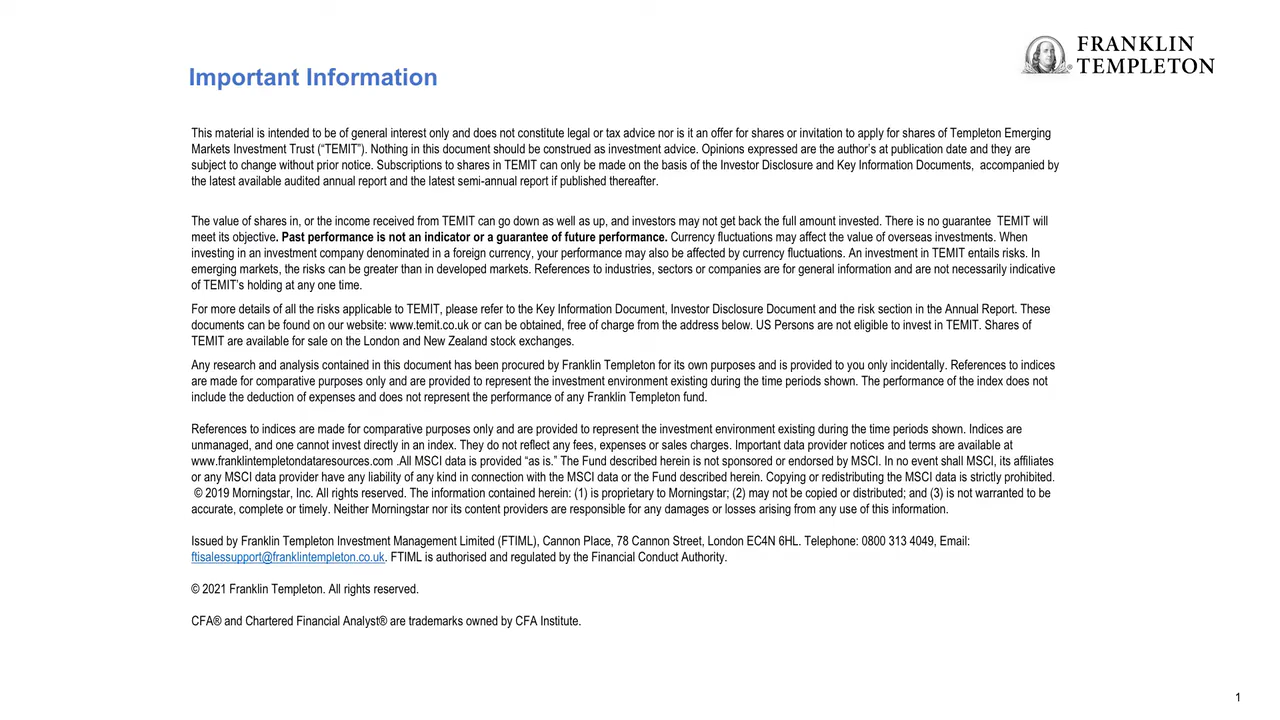 FRANKLIN
TEMPLETON
Important Information
This material is intended to be of general interest only and does not constitute legal or tax advice nor is it an offer for shares or invitation to apply for shares of Templeton Emerging
Markets Investment Trust (“TEMIT”). Nothing in this document should be construed as investment advice. Opinions expressed are the author’s at publication date and they are
subject to change without prior notice. Subscriptions to shares in TEMIT can only be made on the basis of the Investor Disclosure and Key Information Documents, accompanied by
the latest available audited annual report and the latest semi-annual report if published thereafter.
The value of shares in, or the income received from TEMIT can go down as well as up, and investors may not get back the full amount invested. There is no guarantee TEMIT will
meet its objective. Past performance is not an indicator or a guarantee of future performance. Currency fluctuations may affect the value of overseas investments. When
investing in an investment company denominated in a foreign currency, your performance may also be affected by currency fluctuations. An investment in TEMIT entails risks. In
emerging markets, the risks can be greater than in developed markets. References to industries, sectors or companies are for general information and are not necessarily indicative
of TEMIT’s holding at any one time.
For more details of all the risks applicable to TEMIT, please refer to the Key Information Document, Investor Disclosure Document and the risk section in the Annual Report. These
documents can be found on our website: www.temit.co.uk or can be obtained, free of charge from the address below. US Persons are not eligible to invest in TEMIT. Shares of
TEMIT are available for sale on the London and New Zealand stock exchanges.
Any research and analysis contained in this document has been procured by Franklin Templeton for its own purposes and is provided to you only incidentally. References to indices
are made for comparative purposes only and are provided to represent the investment environment existing during the time periods shown. The performance of the index does not
include the deduction of expenses and does not represent the performance of any Franklin Templeton fund.
References to indices are made for comparative purposes only and are provided to represent the investment environment existing during the time periods shown. Indices are
unmanaged, and one cannot invest directly in an index. They do not reflect any fees, expenses or sales charges. Important data provider notices and terms are available at
www.franklintempletondataresources.com .All MSCI data is provided “as is.” The Fund described herein is not sponsored or endorsed by MSCI. In no event shall MSCI, its affiliates
or any MSCI data provider have any liability of any kind in connection with the MSCI data or the Fund described herein. Copying or redistributing the MSCI data is strictly prohibited.
© 2019 Morningstar, Inc. All rights reserved. The information contained herein: (1) is proprietary to Morningstar; (2) may not be copied or distributed; and (3) is not warranted to be
accurate, complete or timely. Neither Morningstar nor its content providers are responsible for any damages or losses arising from any use of this information.
Issued by Franklin Templeton Investment Management Limited (FTIML), Cannon Place, 78 Cannon Street, London EC4N 6HL. Telephone: 0800 313 4049, Email:
ftisalessupport@franklintempleton.co.uk. FTIML is authorised and regulated by the Financial Conduct Authority.
© 2021 Franklin Templeton. All rights reserved.
CFA® and Chartered Financial Analyst® are trademarks owned by CFA Institute.
1